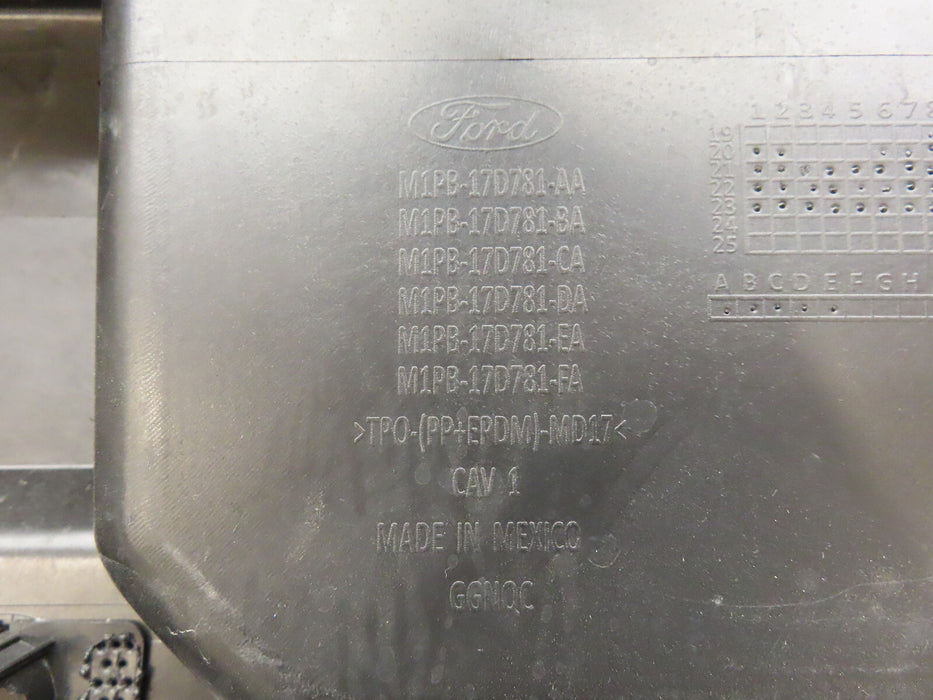 Ford
M1PB-17D781-AA
M1PB-17D781-BA
M1PB-17D781-CA
M1PB-17D781-DA
M1PB-17D781-EA
M1PB-17D781-FA
>TPO-(PP+EPDM)-MD17<
CAV 1
MADE IN MEXICO
GGNQC
1 2 3 4 5 6 7 8
19
20
21
22
23
24
25
A B C D E F G H